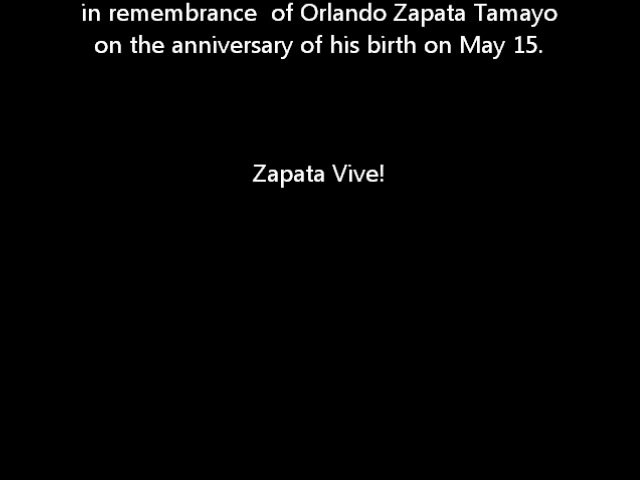 in remembrance  of Orlando Zapata Tamayo
on the anniversary of his birth on May 15.
Zapata Vive!